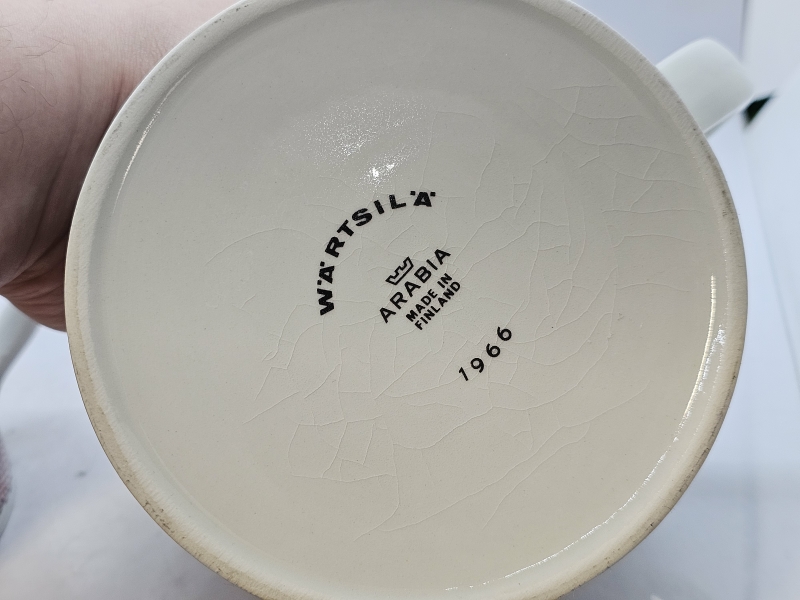 WÄRTSILÄ
ARABIA
MADE IN
FINLAND
1966